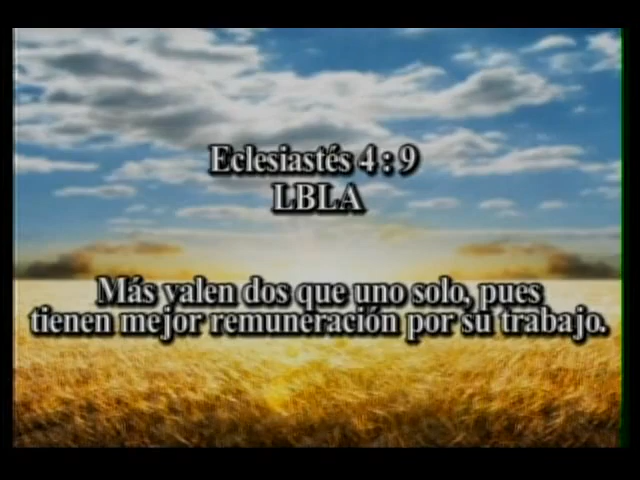 Eclesiastés 4 : 9
LBLA
Más valen dos que uno solo, pues
tienen mejor remuneración por su trabajo.